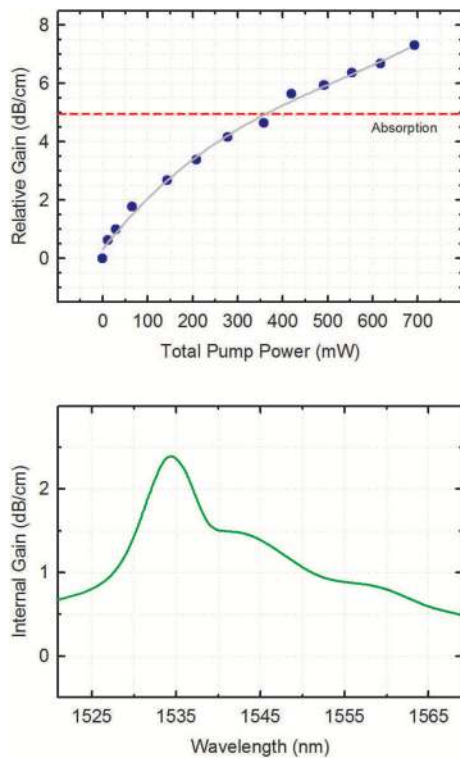 8
6
4
2
0
Relative Gain (dB/cm)
Absorption
0 100 200 300 400 500 600 700
Total Pump Power (mW)
2
1
0
Internal Gain (dB/cm)
1525 1535 1545 1555 1565
Wavelength (nm)